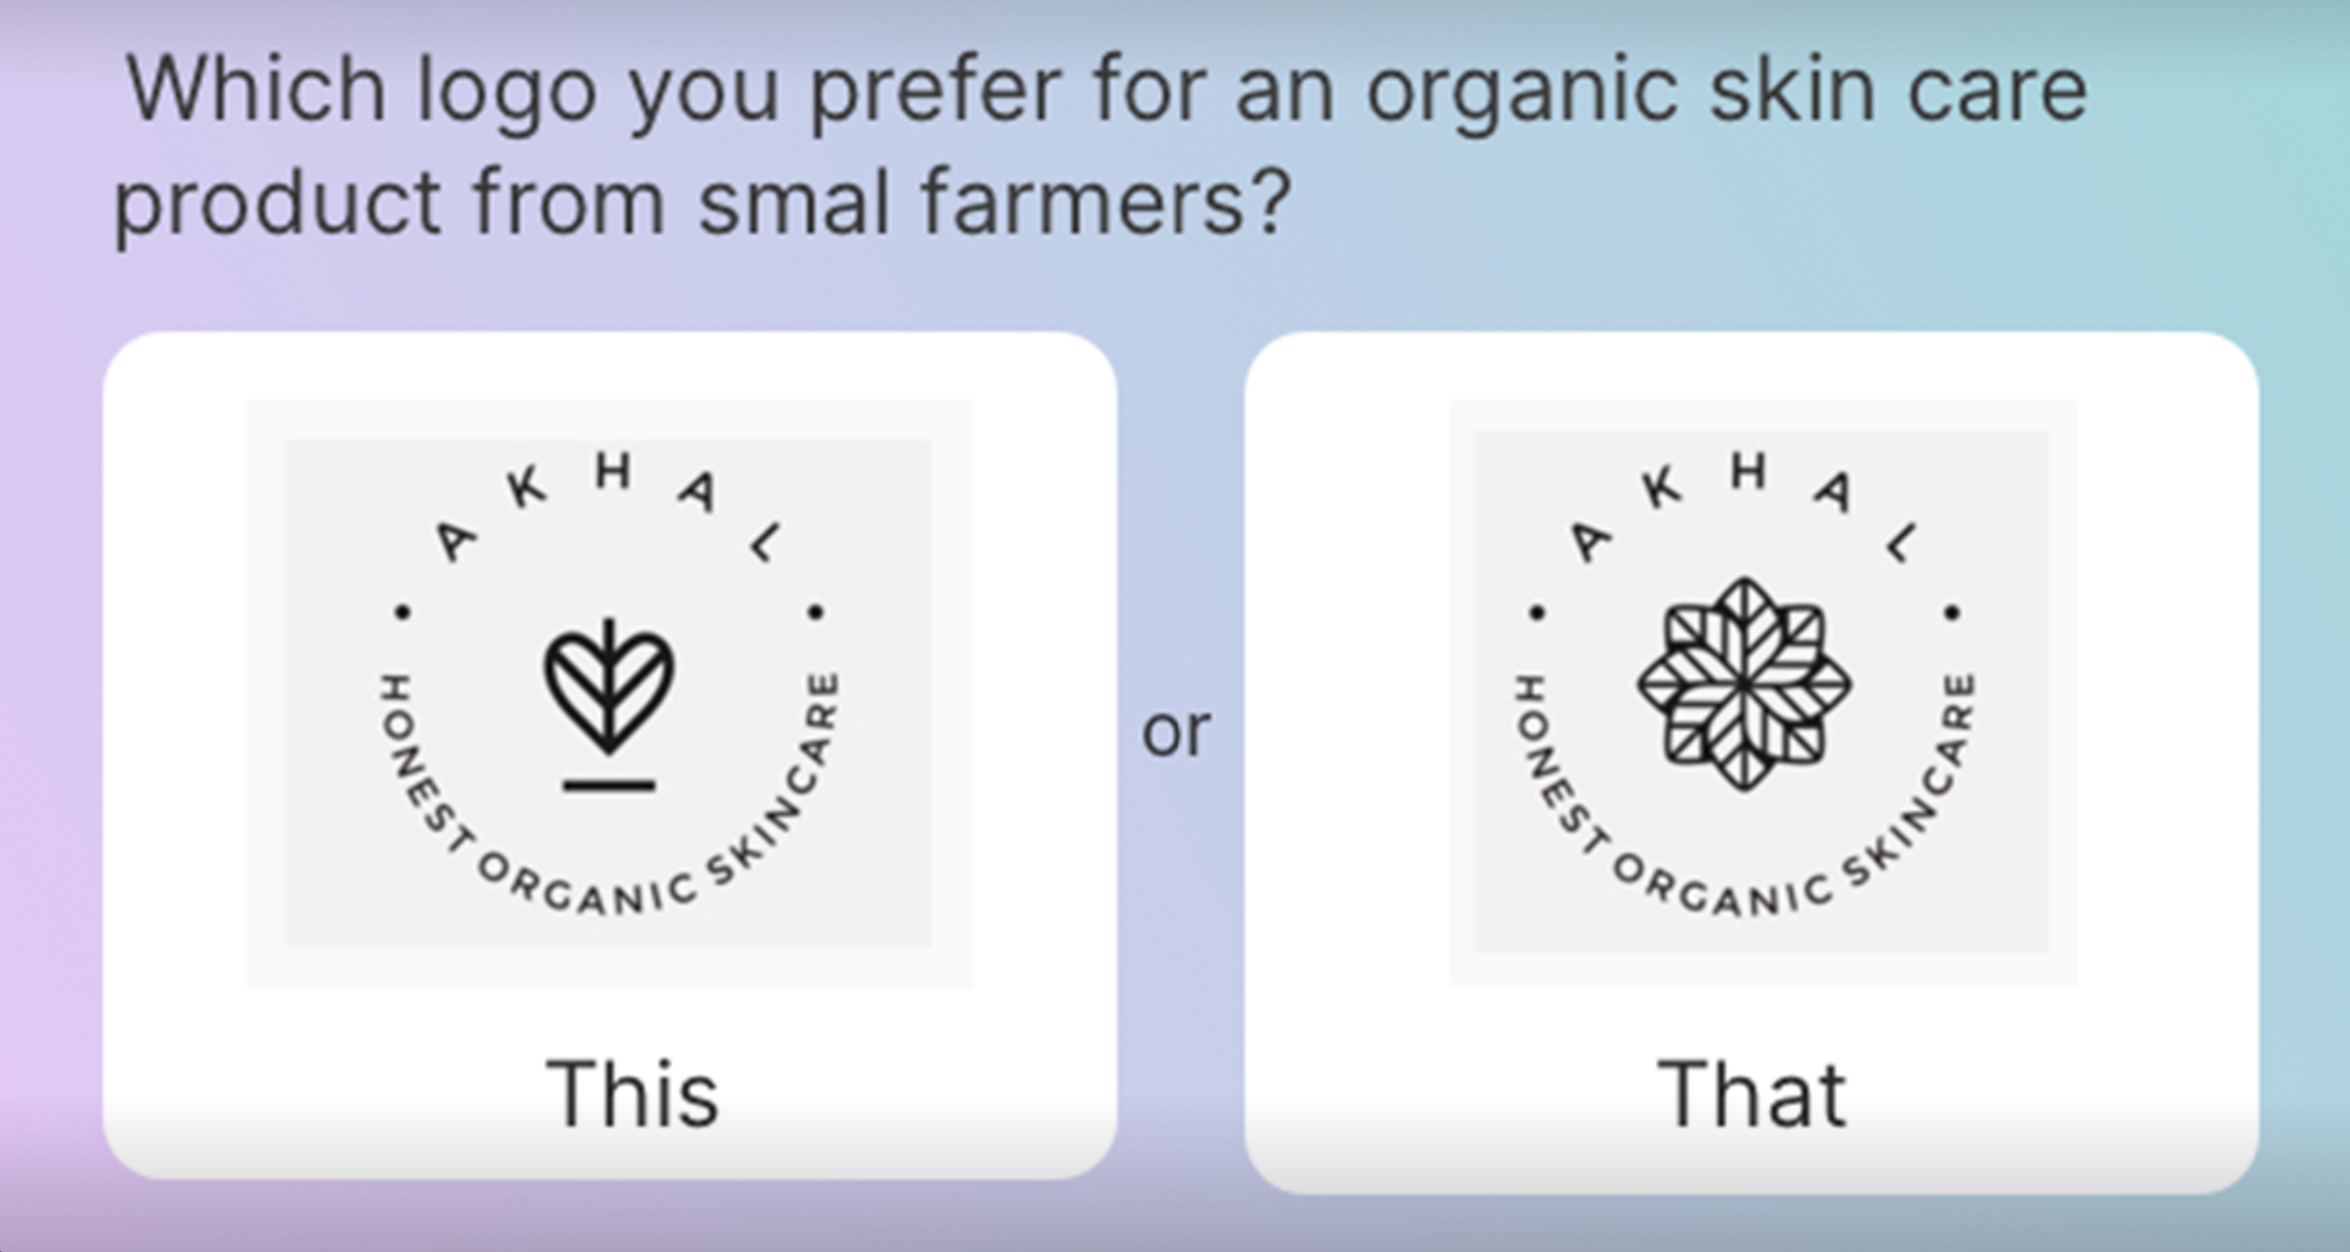 Which logo you prefer for an organic skin care
product from smal farmers?
AKHAL
HONEST ORGANIC SKINCARE
This
or
AKHAL
HONEST ORGANIC SKINCARE
That